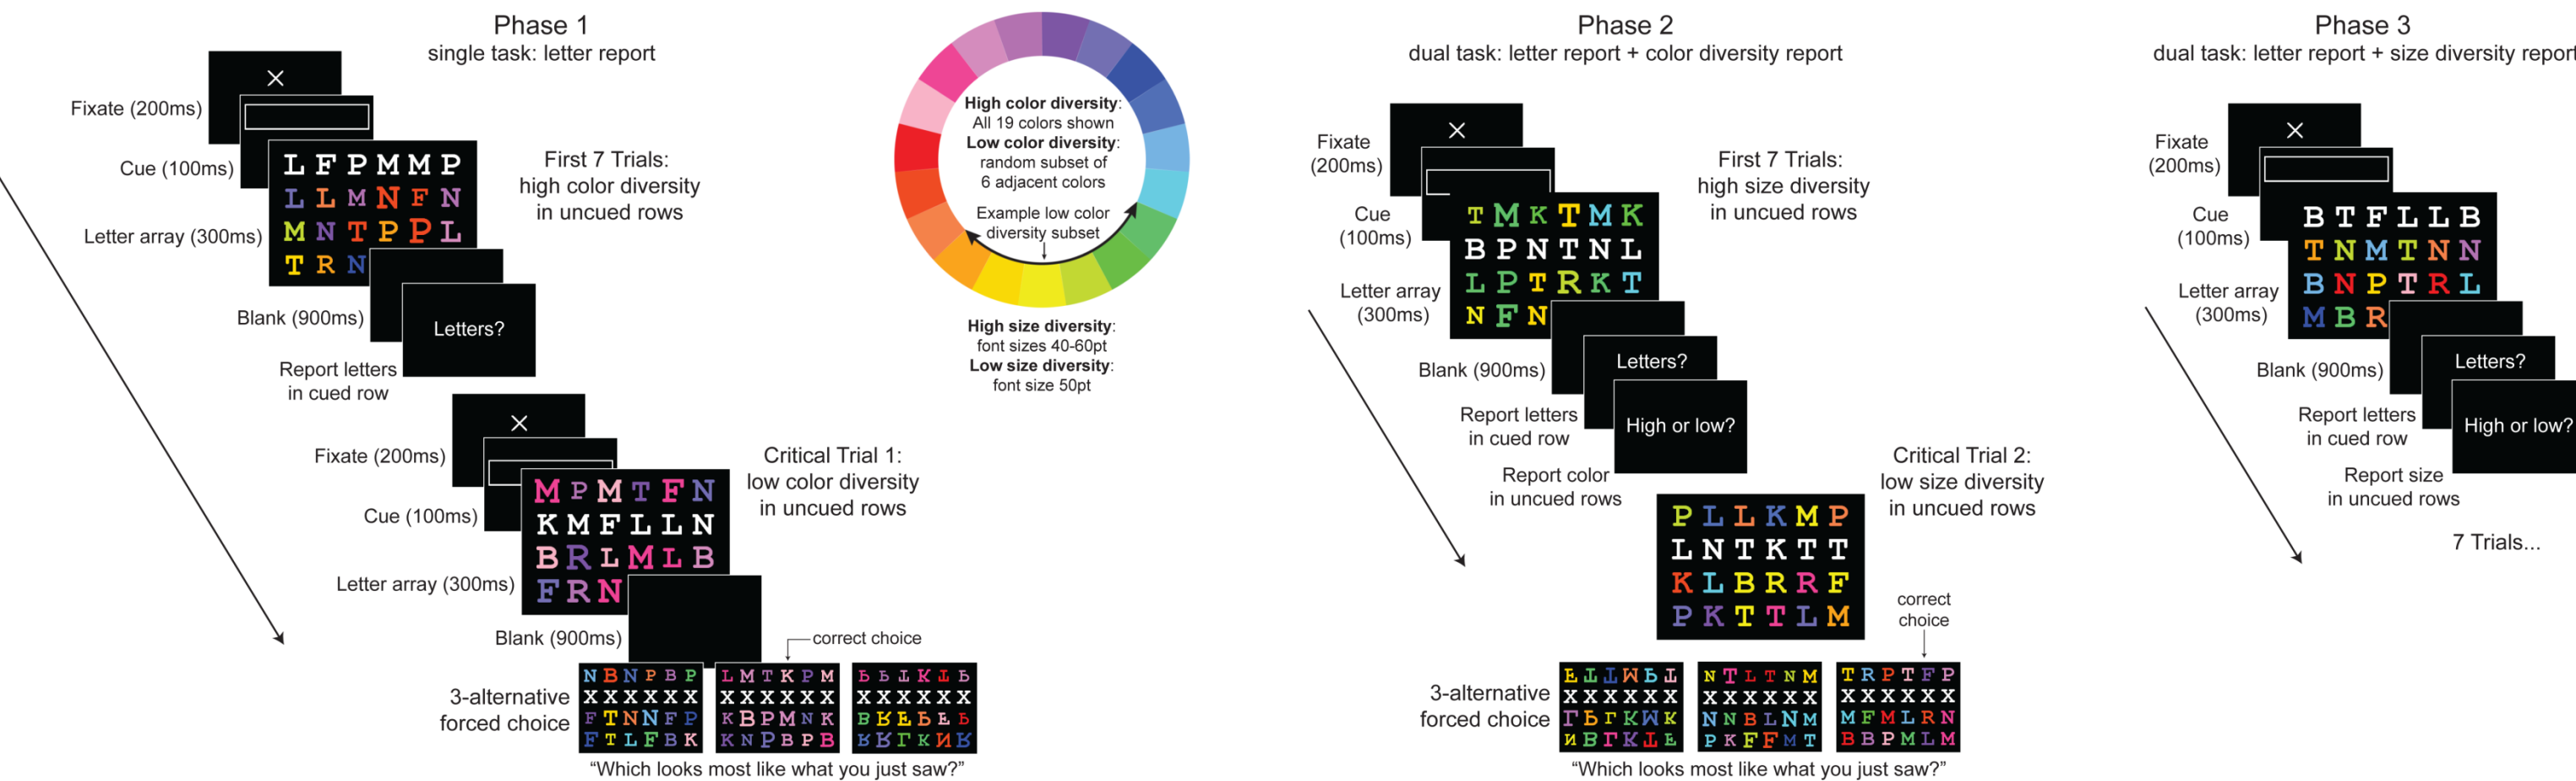 Phase 1
single task: letter report
Fixate (200ms)
Cue (100ms)
L F P M M P
L L M N F N
M N T P P L
T R N
Letter array (300ms)
Blank (900ms)
Letters?
Report letters
in cued row
First 7 Trials:
high color diversity
in uncued rows
Fixate (200ms)
Cue (100ms)
M P M T F N
K M F L L N
B R L M L B
F R N
Letter array (300ms)
Blank (900ms)
Critical Trial 1:
low color diversity
in uncued rows
correct choice
3-alternative
forced choice
N B N P B P
X X X X X X
F T N N F P
F T L F B K
L M T K P M
X X X X X X
K B P M N K
K N P B P B
X X X X X X
“Which looks most like what you just saw?”
High color diversity:
All 19 colors shown
Low color diversity:
random subset of
6 adjacent colors
Example low color
diversity subset
High size diversity:
font sizes 40-60pt
Low size diversity:
font size 50pt
Phase 2
dual task: letter report + color diversity report
Fixate
(200ms)
Cue
(100ms)
T M K T M K
B P N T N L
L P T R K T
N F N
Letter array
(300ms)
Blank (900ms)
Letters?
Report letters
in cued row
High or low?
Report color
in uncued rows
First 7 Trials:
high size diversity
in uncued rows
Critical Trial 2:
low size diversity
in uncued rows
P L L K M P
L N T K T T
K L B R R F
P K T T L M
correct
choice
3-alternative
forced choice
X X X X X X
N T L T N M
X X X X X X
N N B L N M
P K F F M T
T R P T F P
X X X X X X
M F M L R N
B B P M L M
“Which looks most like what you just saw?”
Phase 3
dual task: letter report + size diversity report
Fixate
(200ms)
Cue
(100ms)
B T F L L B
T N M T N N
B N P T R L
M B R
Letter array
(300ms)
Blank (900ms)
Letters?
Report letters
in cued row
High or low?
Report size
in uncued rows
7 Trials...